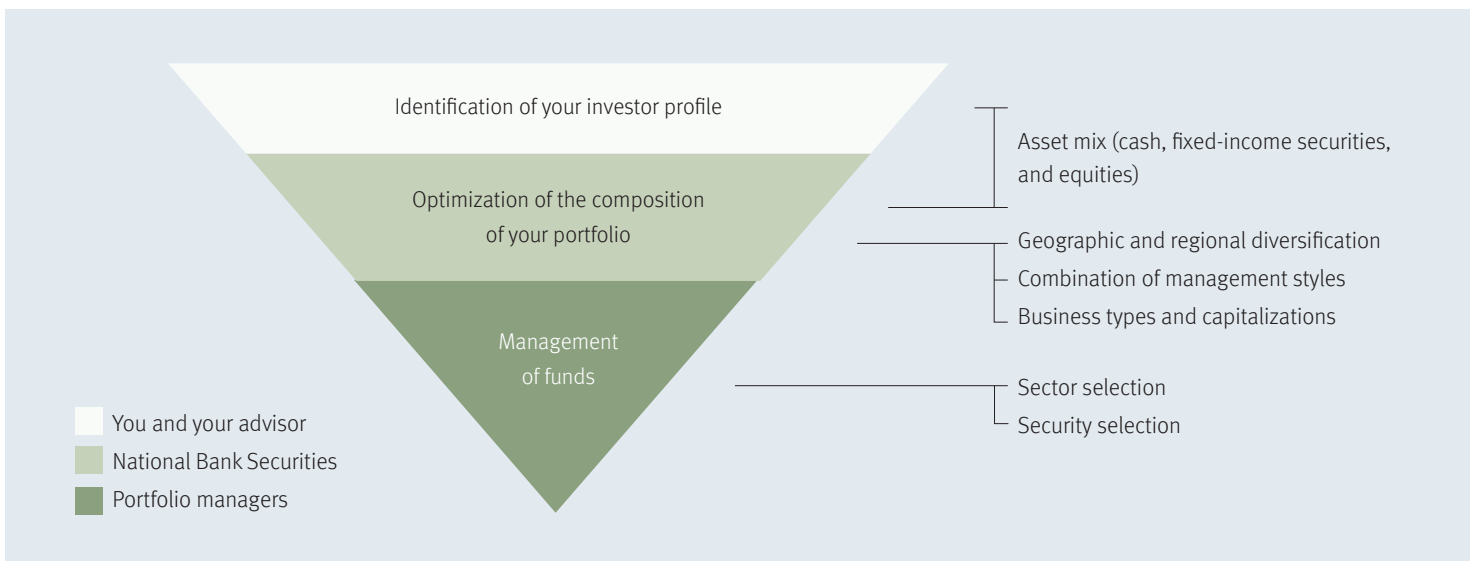 Identification of your investor profile
Optimization of the composition
of your portfolio
Management
of funds
Asset mix (cash, fixed-income securities,
and equities)
Geographic and regional diversification
Combination of management styles
Business types and capitalizations
Sector selection
Security selection
You and your advisor
National Bank Securities
Portfolio managers